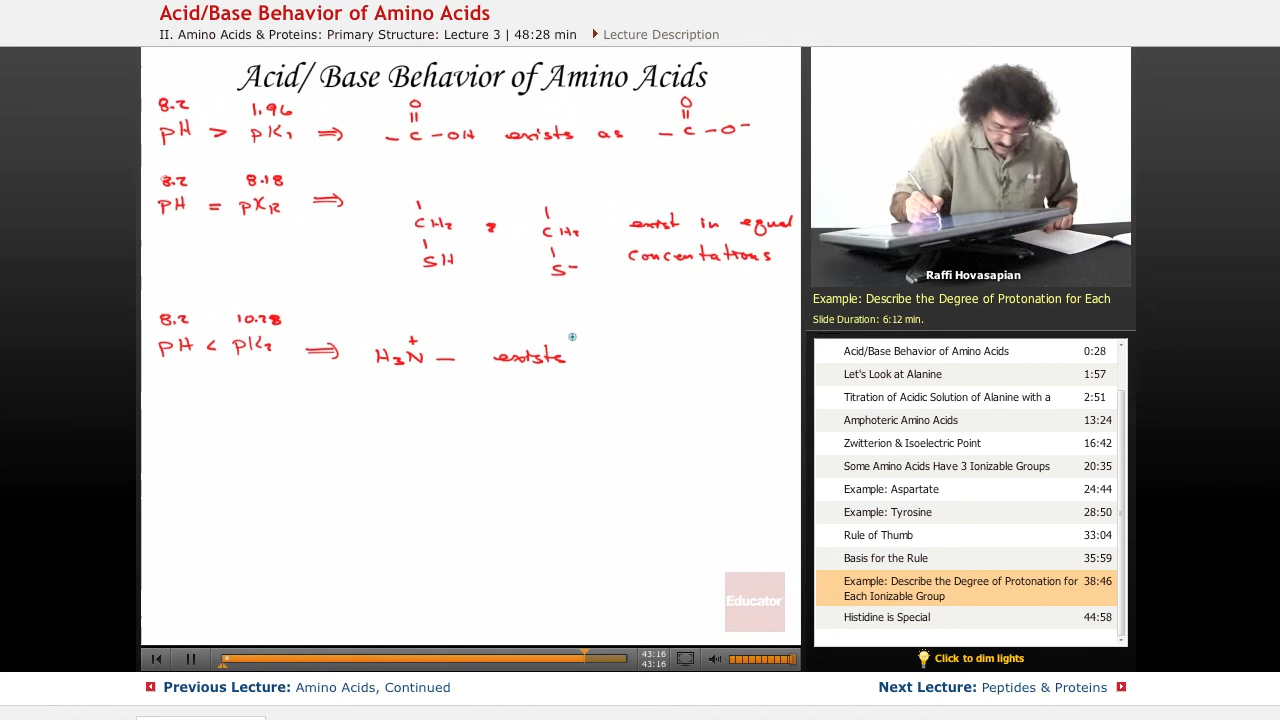 Acid/Base Behavior of Amino Acids
II. Amino Acids & Proteins: Primary Structure: Lecture 3 | 48:28 min
Lecture Description
Acid/ Base Behavior of Amino Acids
8.2 1.96
pH > pK1 ⇒ O
– C – OH exists as O
– C – O⁻
8.2 8.18
pH = pKR ⇒
CH2 & CH2 exist in equal
SH S– concentrations
8.2 10.28
pH < pK2 ⇒ H3N⁺ – exists
Educator
Raffi Hovasapian
Example: Describe the Degree of Protonation for Each
Slide Duration: 6:12 min.
Acid/Base Behavior of Amino Acids 0:28
Let's Look at Alanine 1:57
Titration of Acidic Solution of Alanine with a 2:51
Amphoteric Amino Acids 13:24
Zwitterion & Isoelectric Point 16:42
Some Amino Acids Have 3 Ionizable Groups 20:35
Example: Aspartate 24:44
Example: Tyrosine 28:50
Rule of Thumb 33:04
Basis for the Rule 35:59
Example: Describe the Degree of Protonation for 38:46
Each Ionizable Group
Histidine is Special 44:58
43:16
43:16
Click to dim lights
Previous Lecture: Amino Acids, Continued
Next Lecture: Peptides & Proteins